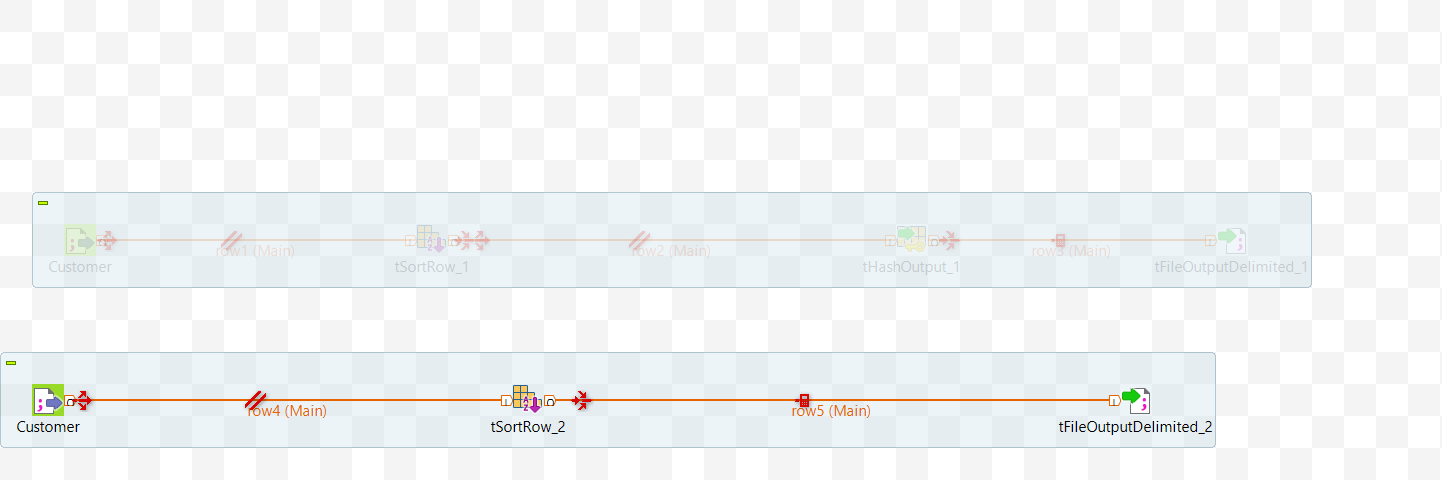 row1 (Main)
row2 (Main)
row3 (Main)
Customer
tSortRow_1
tHashOutput_1
tFileOutputDelimited_1
row4 (Main)
row5 (Main)
Customer
tSortRow_2
tFileOutputDelimited_2